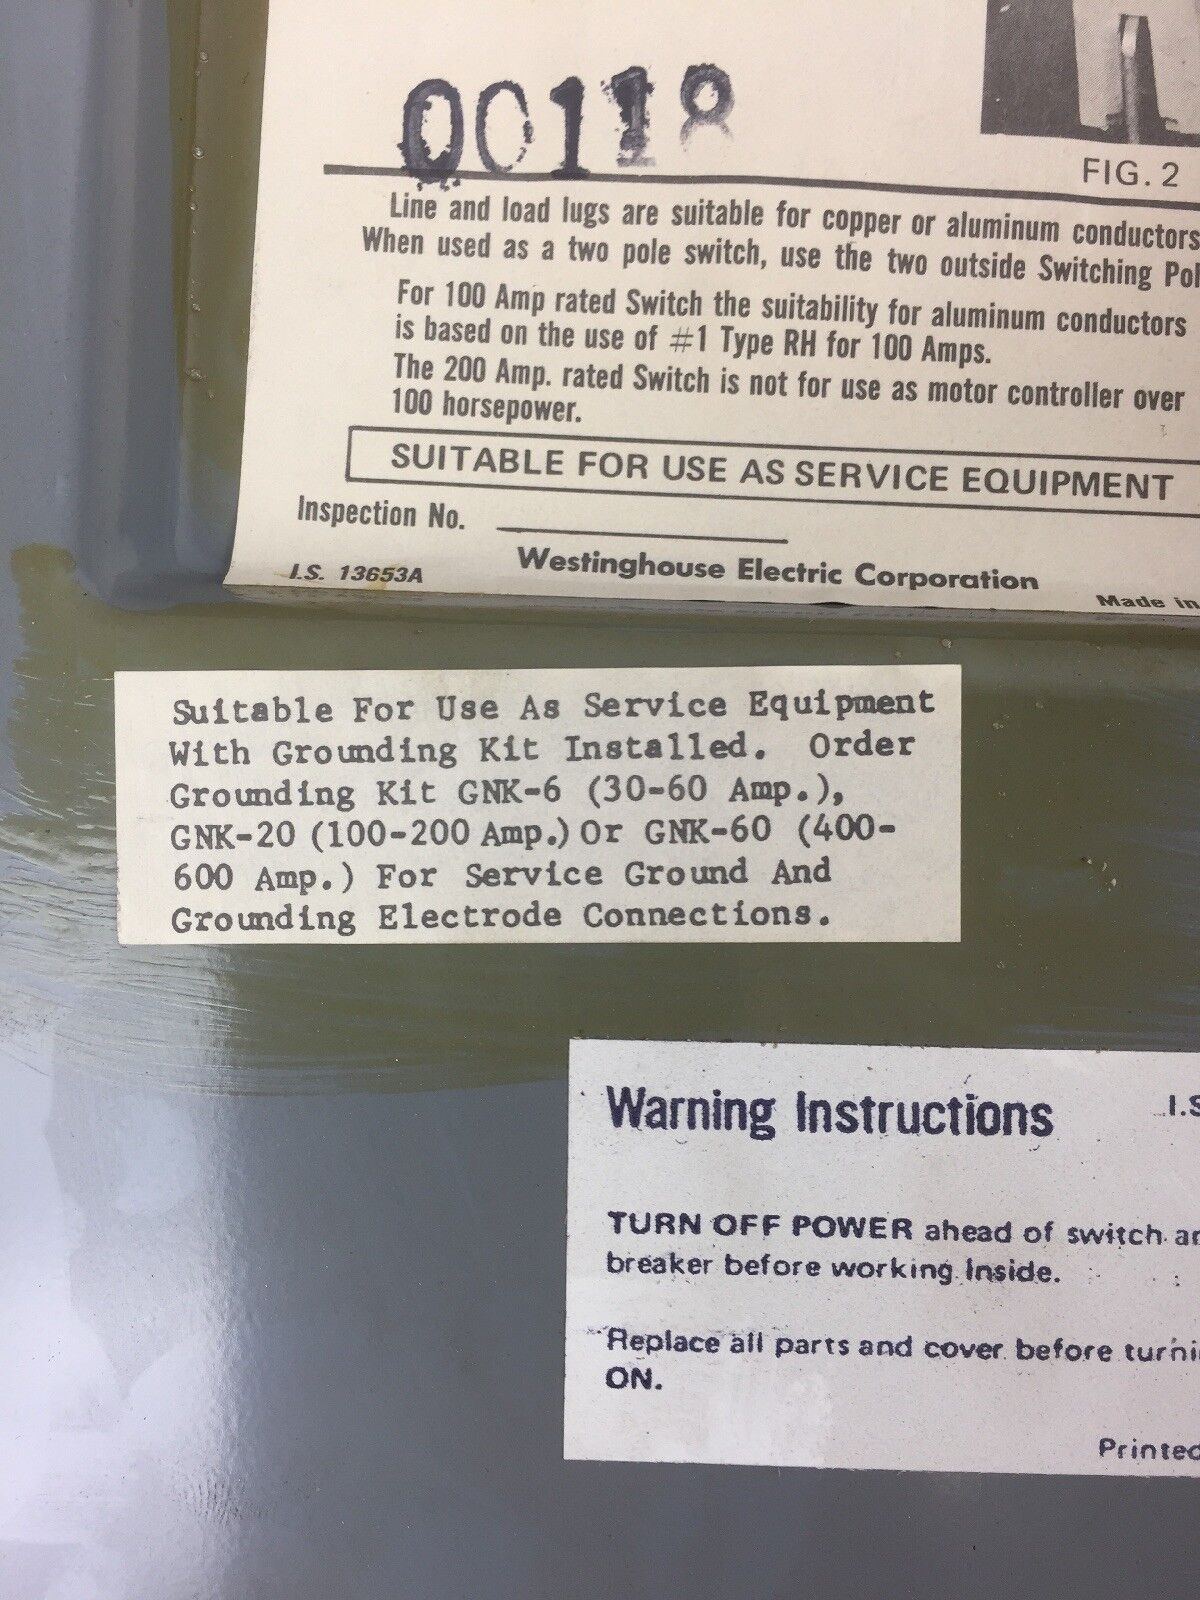 00118
FIG. 2
Line and load lugs are suitable for copper or aluminum conductors
When used as a two pole switch, use the two outside Switching Pol
For 100 Amp rated Switch the suitability for aluminum conductors
is based on the use of #1 Type RH for 100 Amps.
The 200 Amp. rated Switch is not for use as motor controller over
100 horsepower.
SUITABLE FOR USE AS SERVICE EQUIPMENT
Inspection No.
I.S. 13653A
Westinghouse Electric Corporation
Made in
Suitable For Use As Service Equipment
With Grounding Kit Installed. Order
Grounding Kit GNK-6 (30-60 Amp.),
GNK-20 (100-200 Amp.) Or GNK-60 (400-
600 Amp.) For Service Ground And
Grounding Electrode Connections.
Warning Instructions
I.S
TURN OFF POWER ahead of switch an
breaker before working Inside.
Replace all parts and cover before turni
ON.
Printed